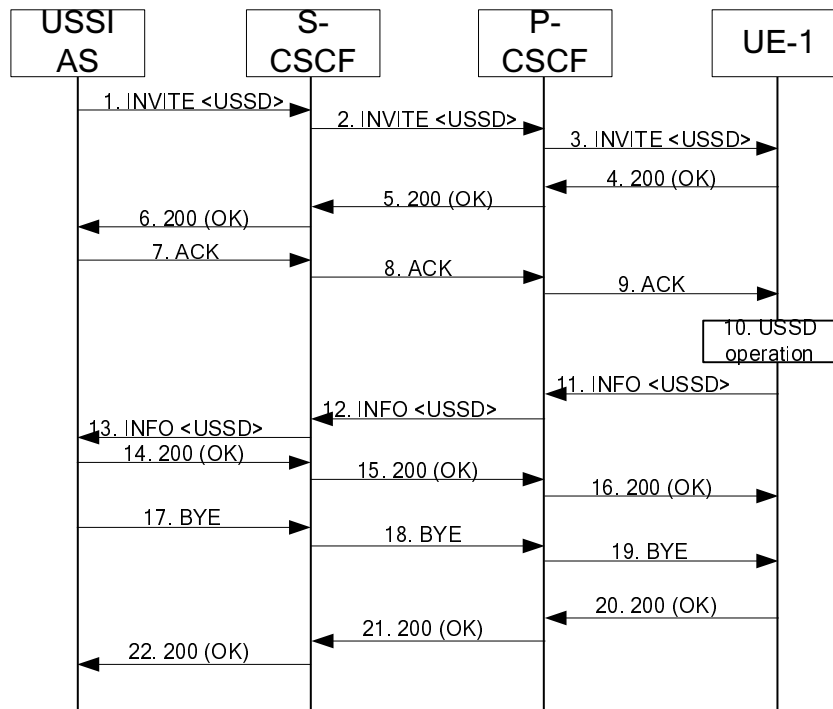 USSI
AS
S-
CSCF
P-
CSCF
UE-1
1. INVITE <USSD>
2. INVITE <USSD>
3. INVITE <USSD>
4. 200 (OK)
5. 200 (OK)
6. 200 (OK)
7. ACK
8. ACK
9. ACK
10. USSD
operation
11. INFO <USSD>
12. INFO <USSD>
13. INFO <USSD>
14. 200 (OK)
15. 200 (OK)
16. 200 (OK)
17. BYE
18. BYE
19. BYE
20. 200 (OK)
21. 200 (OK)
22. 200 (OK)